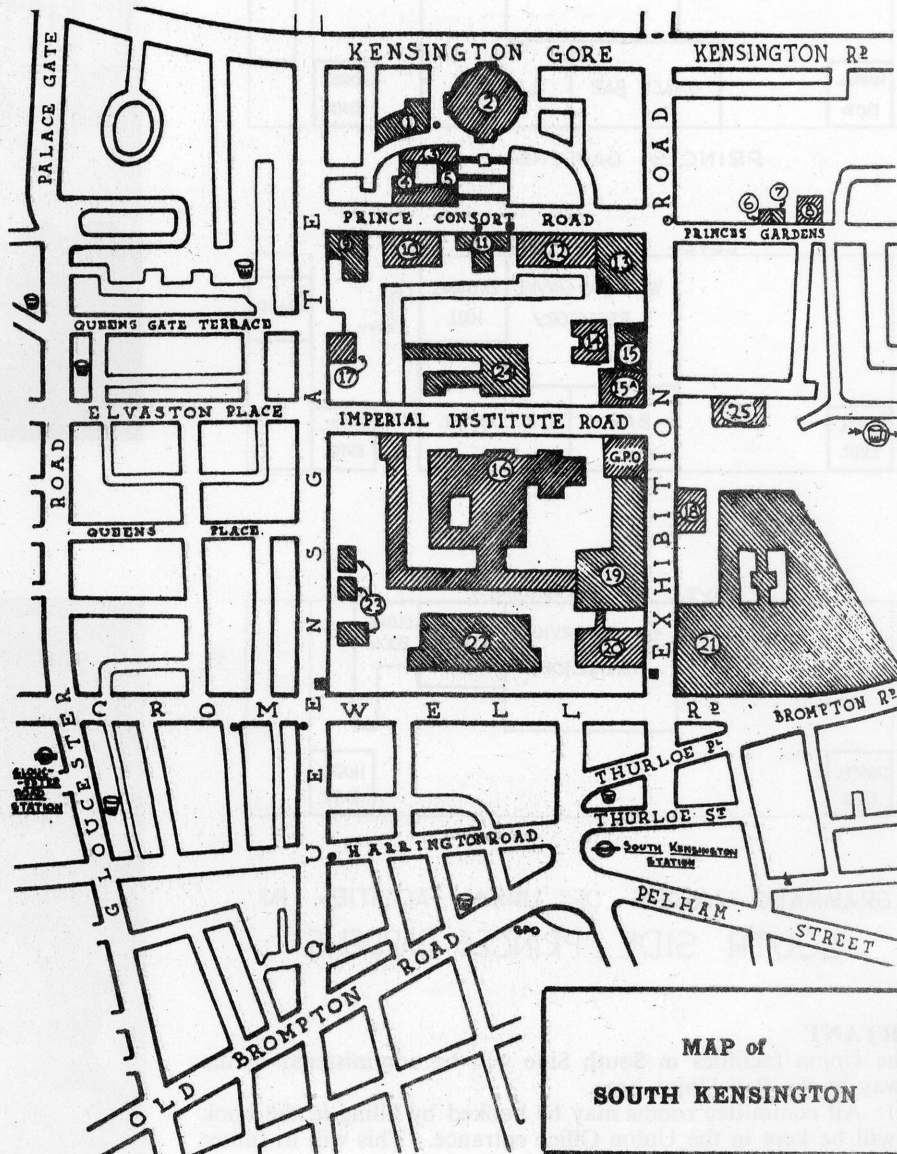 KENSINGTON GORE
KENSINGTON Rᴅ
PALACE GATE
1
2
3
4
5
ROAD
6
7
8
PRINCE CONSORT ROAD
PRINCES GARDENS
9
10
11
12
13
QUEENS GATE TERRACE
14
15
15ᴬ
17
24
ELVASTON PLACE
IMPERIAL INSTITUTE ROAD
25
G.P.O
16
18
ROAD
QUEENS PLACE.
EXHIBITION
19
23
22
20
21
QUEENS GATE
CROMWELL Rᴅ
BROMPTON Rᴅ
GLOUCESTER
GLOUCESTER ROAD STATION
THURLOE PL
THURLOE Sᵀ
HARRINGTON ROAD
SOUTH KENSINGTON
STATION
PELHAM
STREET
GPO
OLD BROMPTON ROAD
MAP of
SOUTH KENSINGTON